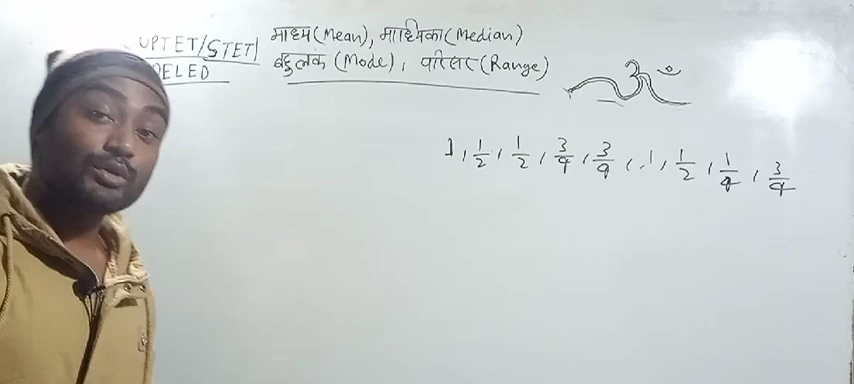 UPTET/STET/ माध्य (Mean), माध्यिका (Median)
DELED बहुलक (Mode), परिसर (Range)
ॐ
1, 1/2, 1/2, 3/4, 3/4, 1, 1/2, 1/4, 3/4